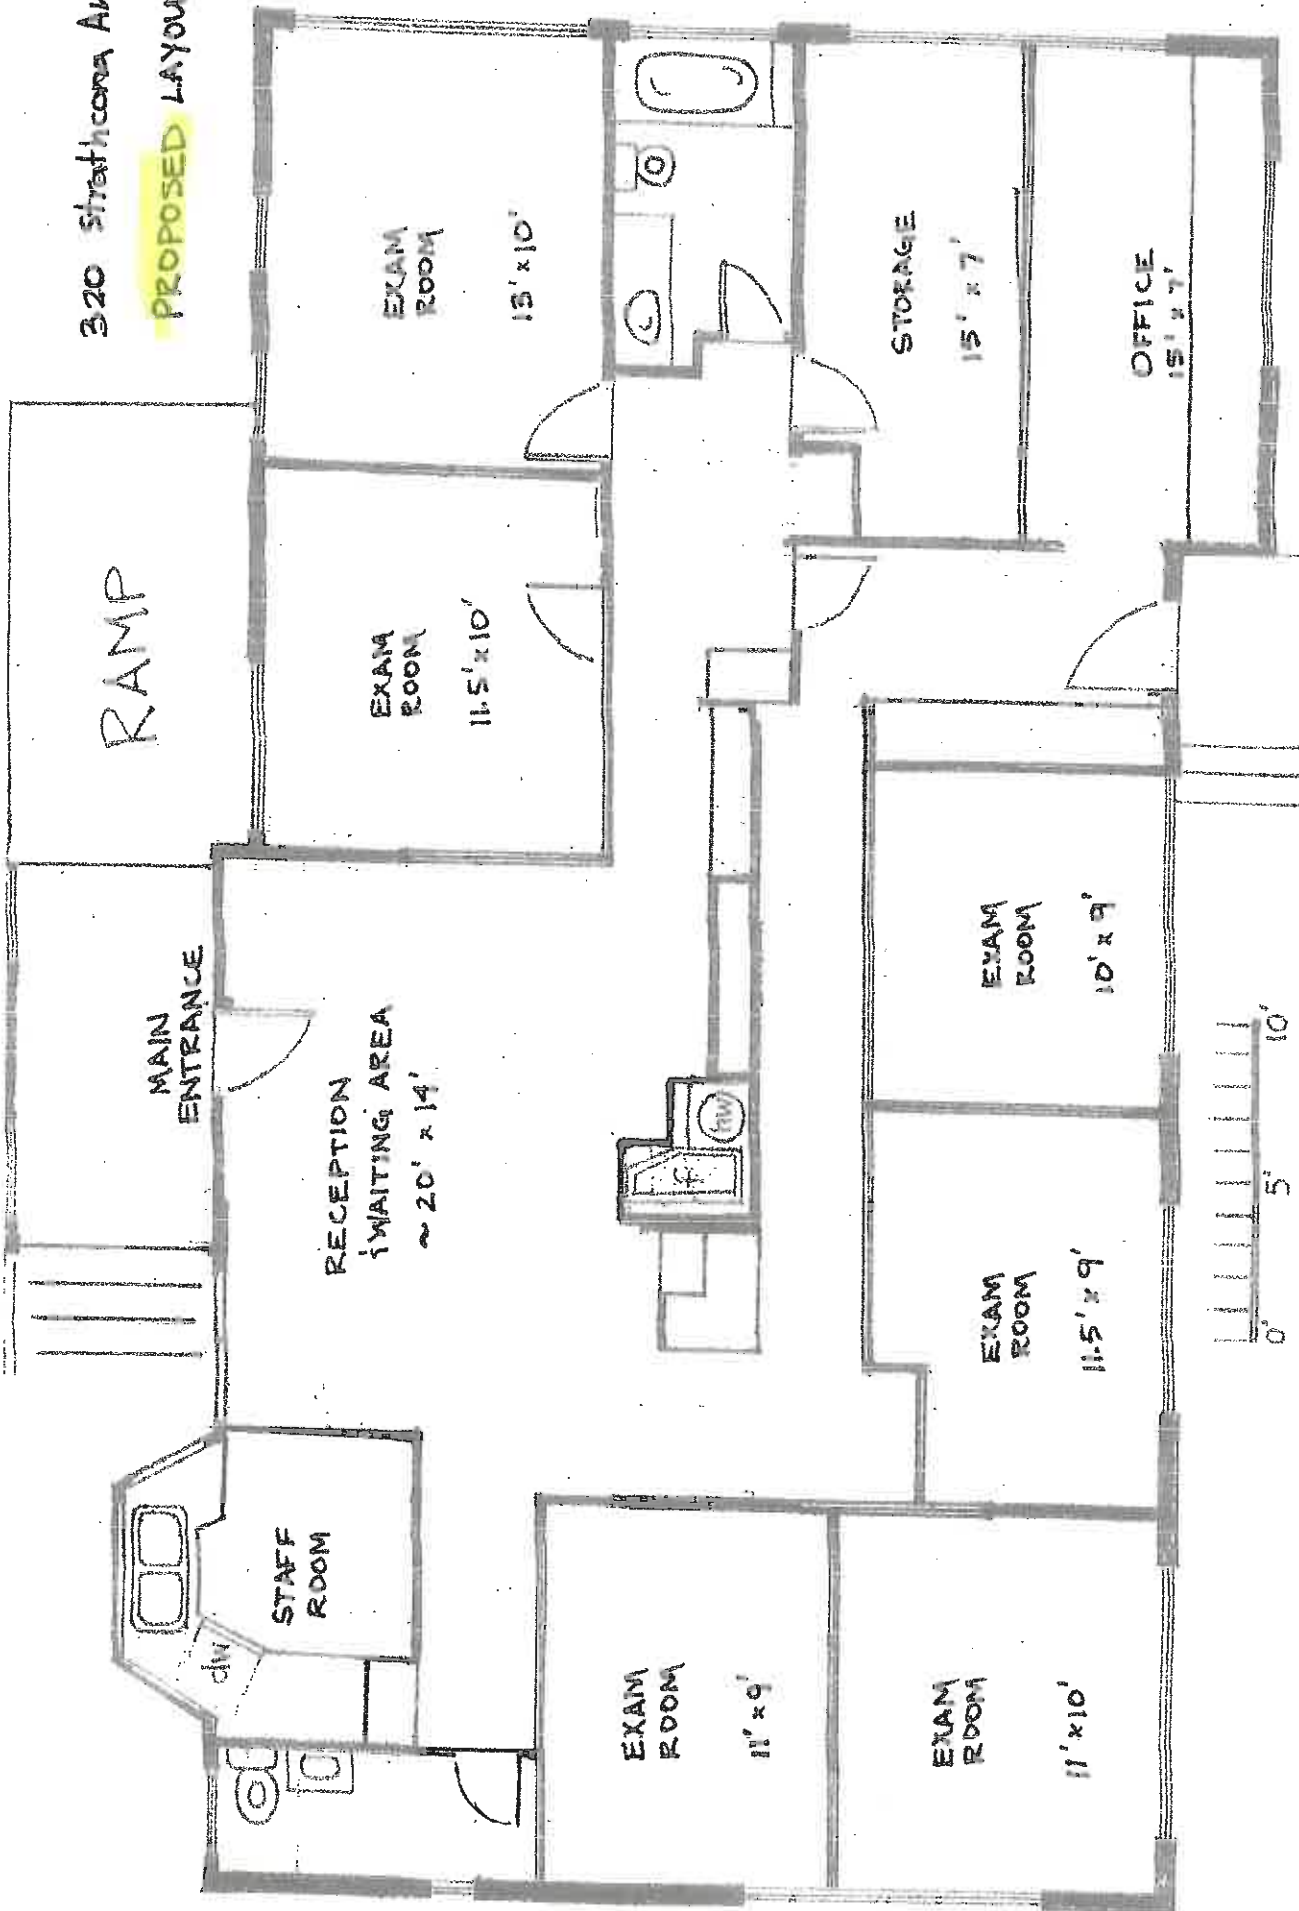 320 Strathcona
PROPOSED
RAMP
MAIN
ENTRANCE
STAFF
ROOM
dw
RECEPTION
WAITING AREA
~ 20' x 14'
EXAM
ROOM
11.5' x 10'
EXAM
ROOM
13' x 10'
f
HW
EXAM
ROOM
11' x 9'
EXAM
ROOM
11' x 10'
EXAM
ROOM
11.5' x 9'
EXAM
ROOM
10' x 9'
STORAGE
15' x 7'
OFFICE
15' x 7'
0' 5' 10'